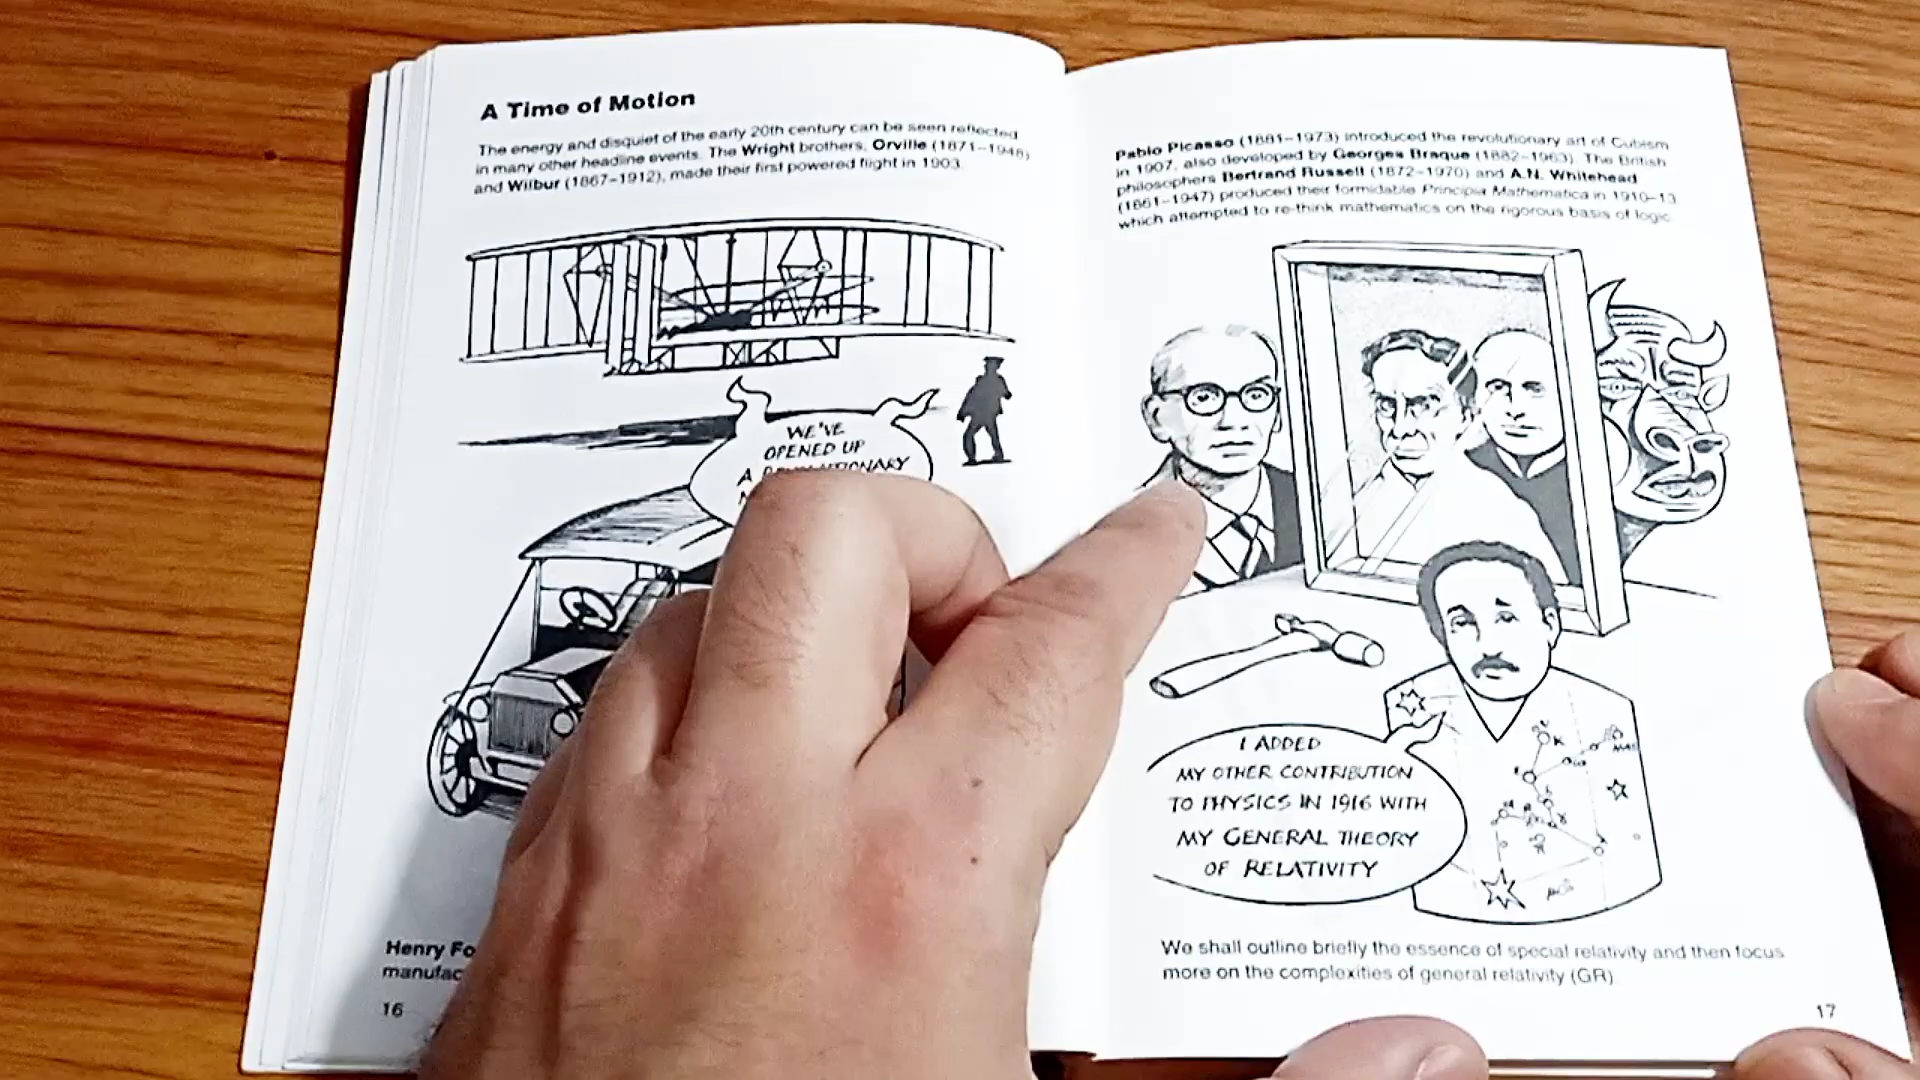 A Time of Motion
The energy and disquiet of the early 20th century can be seen reflected
in many other headline events. The Wright brothers, Orville (1871–1948)
and Wilbur (1867–1912), made their first powered flight in 1903.
WE'VE
OPENED UP
A
Henry Fo
manufac
16
Pablo Picasso (1881–1973) introduced the revolutionary art of Cubism
in 1907, also developed by Georges Braque (1882–1963). The British
philosophers Bertrand Russell (1872–1970) and A.N. Whitehead
(1861–1947) produced their formidable Principia Mathematica in 1910–13
which attempted to re-think mathematics on the rigorous basis of logic.
I ADDED
MY OTHER CONTRIBUTION
TO PHYSICS IN 1916 WITH
MY GENERAL THEORY
OF RELATIVITY
We shall outline briefly the essence of special relativity and then focus
more on the complexities of general relativity (GR)
17